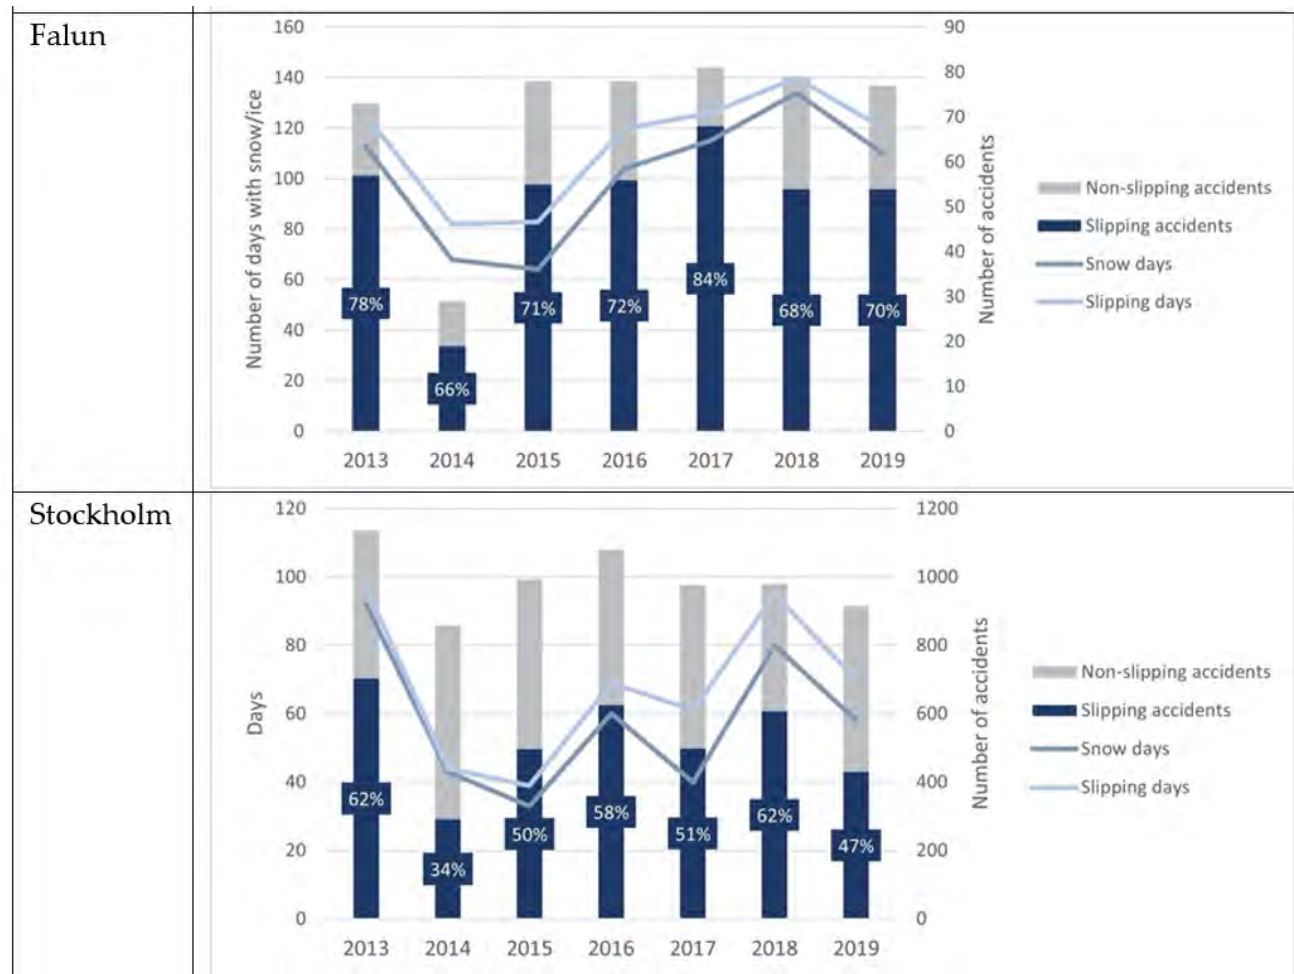 Falun
160
140
120
100
80
60
40
20
0
Number of days with snow/ice
90
80
70
60
50
40
30
20
10
0
Number of accidents
78%
66%
71%
72%
84%
68%
70%
2013 2014 2015 2016 2017 2018 2019
Non-slipping accidents
Slipping accidents
Snow days
Slipping days
Stockholm
120
100
80
60
40
20
0
Days
1200
1000
800
600
400
200
0
Number of accidents
62%
34%
50%
58%
51%
62%
47%
2013 2014 2015 2016 2017 2018 2019
Non-slipping accidents
Slipping accidents
Snow days
Slipping days